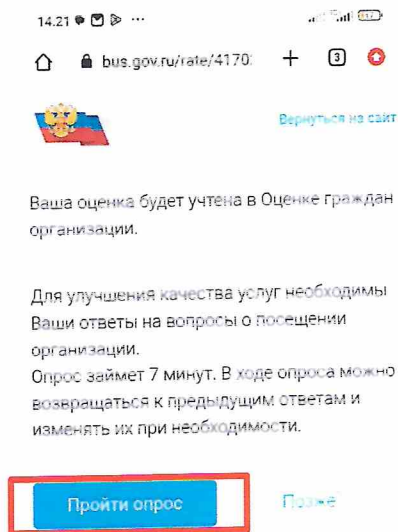 14.21
bus.gov.ru/rate/4170
3
Вернуться на сайт
Ваша оценка будет учтена в Оценке граждан
организации.
Для улучшения качества услуг необходимы
Ваши ответы на вопросы о посещении
организации.
Опрос займет 7 минут. В ходе опроса можно
возвращаться к предыдущим ответам и
изменять их при необходимости.
Пройти опрос
Позже